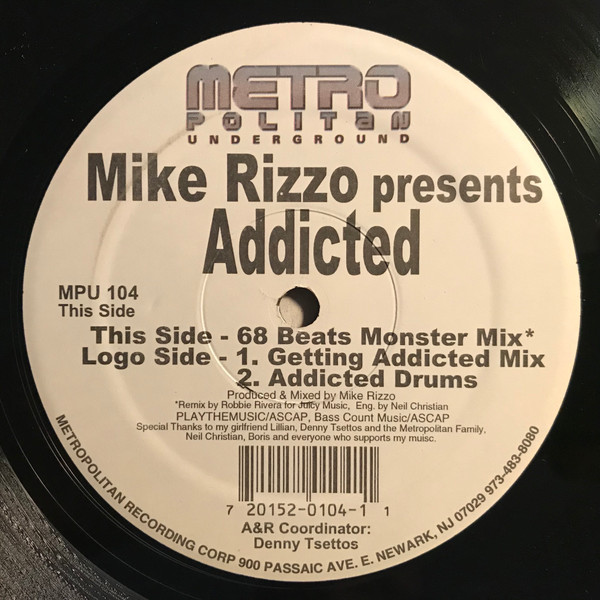 METRO
POLITAN
UNDERGROUND
Mike Rizzo presents
Addicted
MPU 104
This Side
This Side - 68 Beats Monster Mix*
Logo Side - 1. Getting Addicted Mix
2. Addicted Drums
Produced & Mixed by Mike Rizzo
*Remix by Robbie Rivera for Juicy Music, Eng. by Neil Christian
PLAYTHEMUSIC/ASCAP, Bass Count Music/ASCAP
Special Thanks to my girlfriend Lillian, Denny Tsettos and the Metropolitan Family,
Neil Christian, Boris and everyone who supports my muisc.
7 20152-0104-1 1
A&R Coordinator:
Denny Tsettos
METROPOLITAN RECORDING CORP 900 PASSAIC AVE. E. NEWARK, NJ 07029 973-483-8080